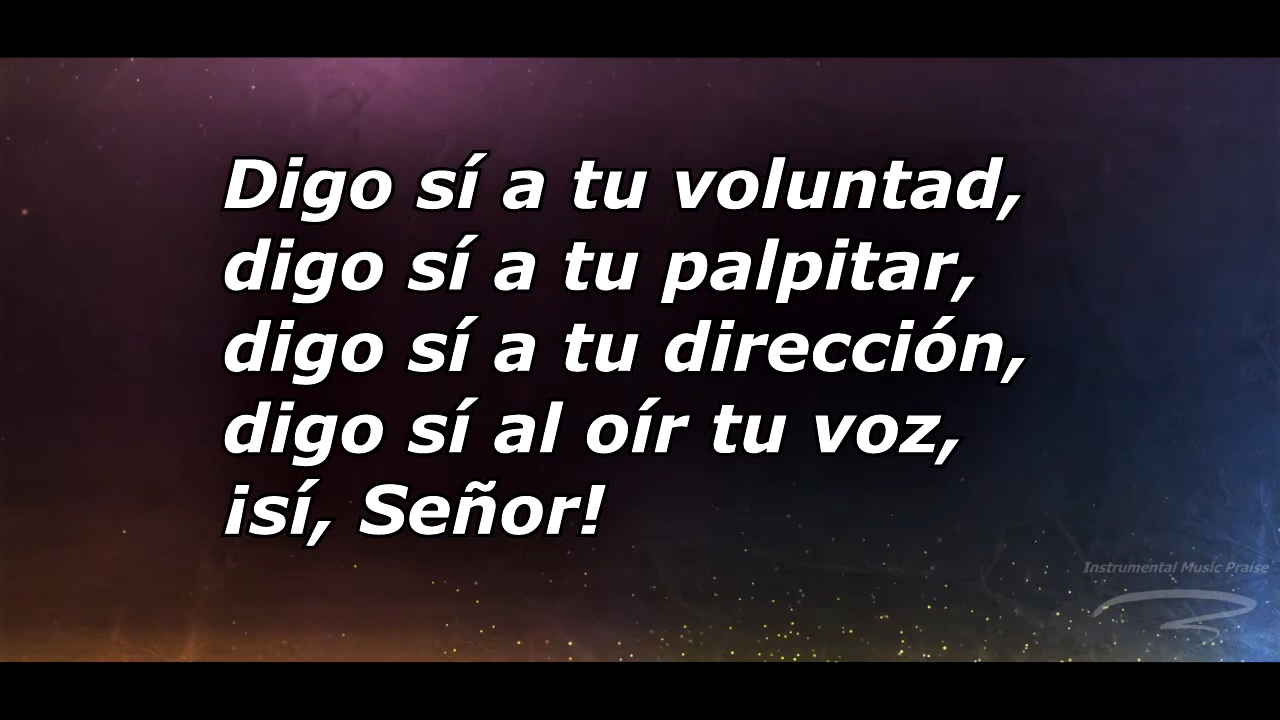 Digo sí a tu voluntad,
digo sí a tu palpitar,
digo sí a tu dirección,
digo sí al oír tu voz,
¡sí, Señor!
Instrumental Music Praise